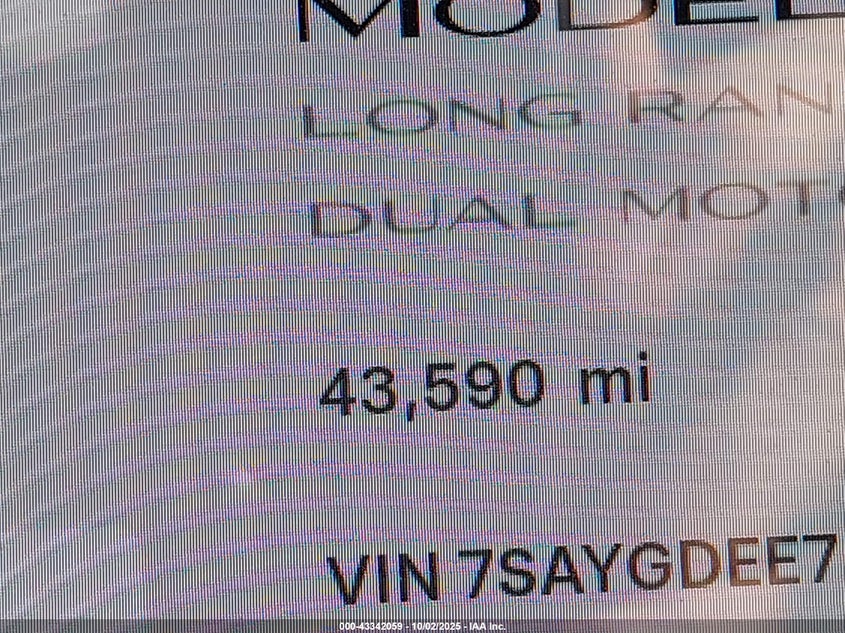 MODEL
LONG RAN
DUAL MOTO
43,590 mi
VIN 7SAYGDEE7
000-43342059 - 10/02/2025 - IAA Inc.